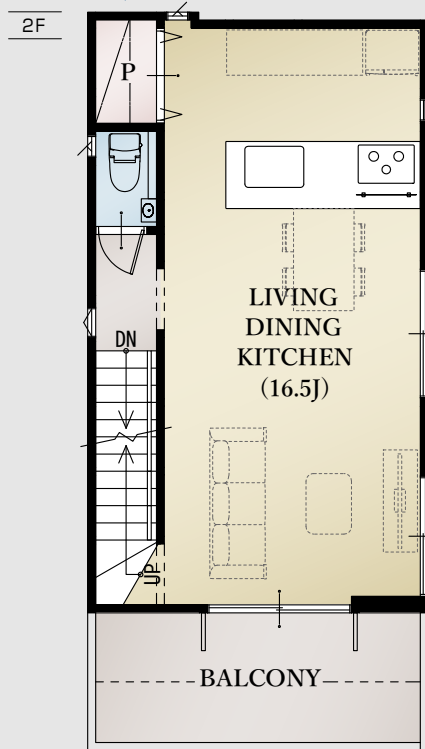 2F
P
LIVING
DINING
KITCHEN
(16.5J)
DN
UP
BALCONY